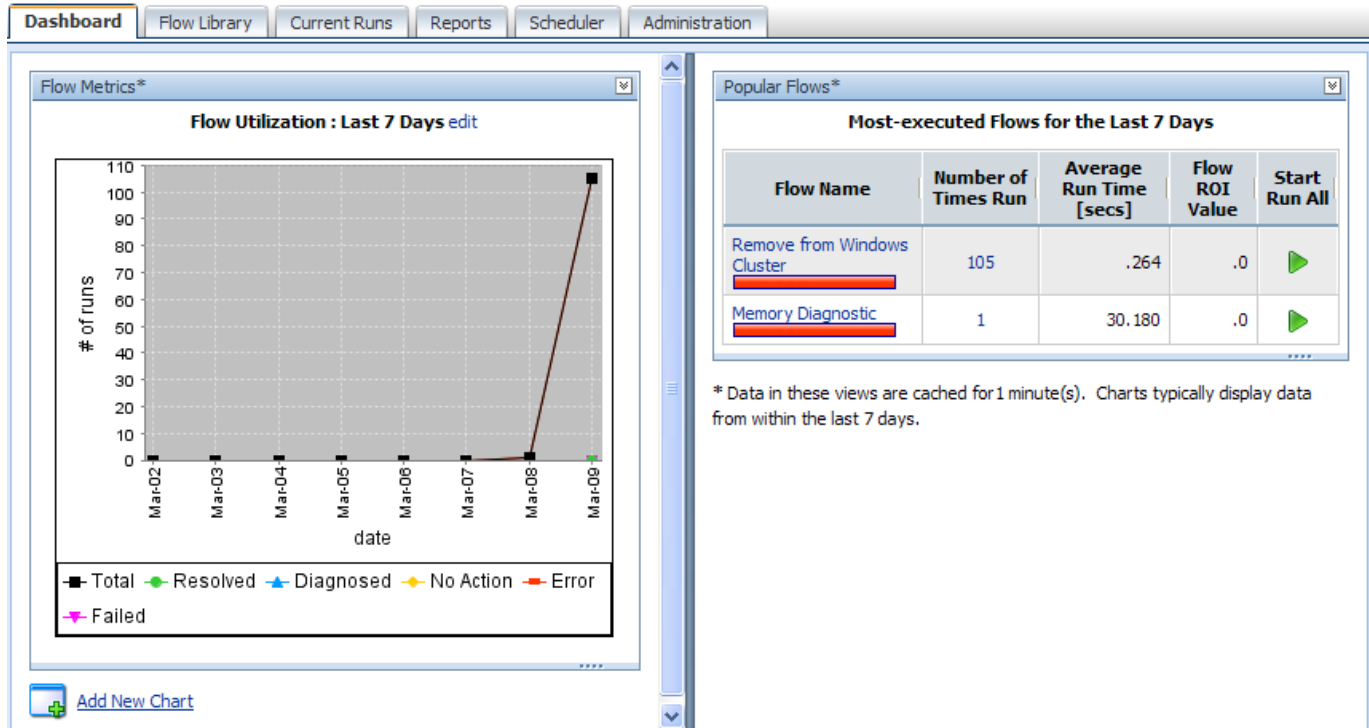 Dashboard
Flow Library
Current Runs
Reports
Scheduler
Administration
Flow Metrics*
Flow Utilization : Last 7 Days edit
110
100
90
80
70
60
50
40
30
20
10
0
# of runs
Mar-02
Mar-03
Mar-04
Mar-05
Mar-06
Mar-07
Mar-08
Mar-09
date
Total
Resolved
Diagnosed
No Action
Error
Failed
Add New Chart
Popular Flows*
Most-executed Flows for the Last 7 Days
Flow Name
Number of
Times Run
Average
Run Time
[secs]
Flow
ROI
Value
Start
Run All
Remove from Windows
Cluster
105
.264
.0
Memory Diagnostic
1
30.180
.0
* Data in these views are cached for1 minute(s). Charts typically display data
from within the last 7 days.